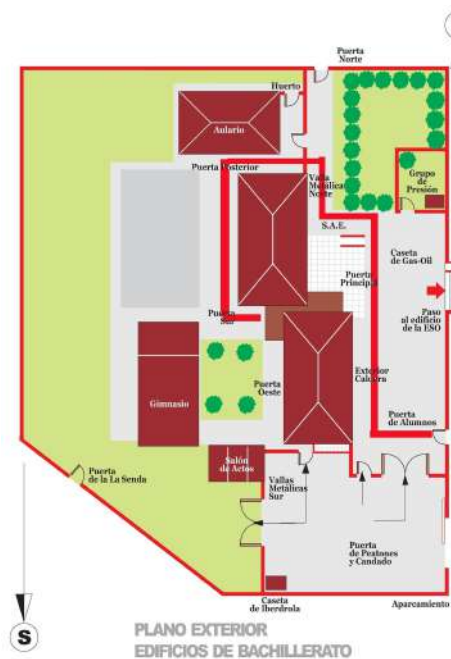 Puerta
Norte
Huerto
Aulario
Puerta Posterior
Valla
Metálica
Norte
Grupo
de
Presión
S.A.E.
Caseta
de Gas-Oil
Puerta
Principal
Paso
al edificio
de la ESO
Puerta
Sur
Gimnasio
Puerta
Oeste
Exterior
Caldera
Puerta
de Alumnos
Salón
de Actos
Puerta
de la La Senda
Vallas
Metálicas
Sur
Puerta
de Peatones
y Candado
Caseta
de Iberdrola
Aparcamiento
S
PLANO EXTERIOR
EDIFICIOS DE BACHILLERATO